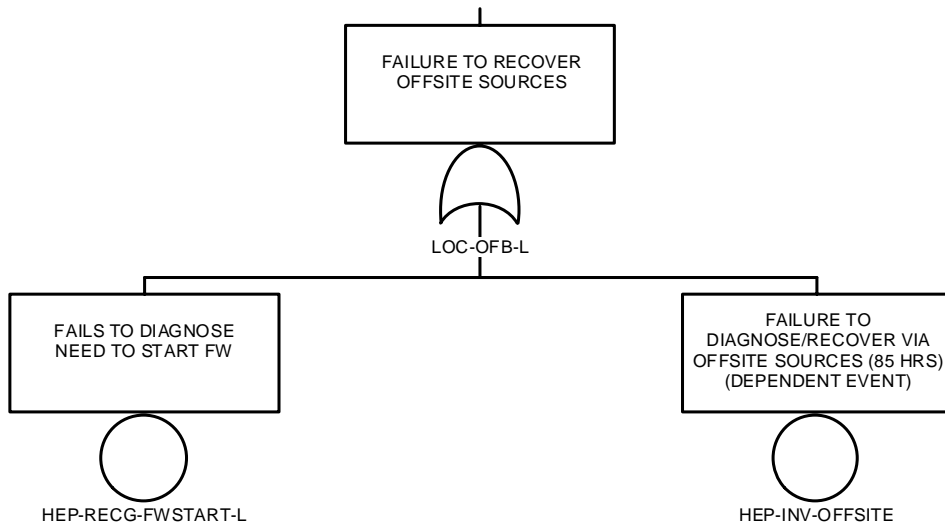 FAILURE TO RECOVER
OFFSITE SOURCES
LOC-OFB-L
FAILS TO DIAGNOSE
NEED TO START FW
HEP-RECG-FWSTART-L
FAILURE TO
DIAGNOSE/RECOVER VIA
OFFSITE SOURCES (85 HRS)
(DEPENDENT EVENT)
HEP-INV-OFFSITE